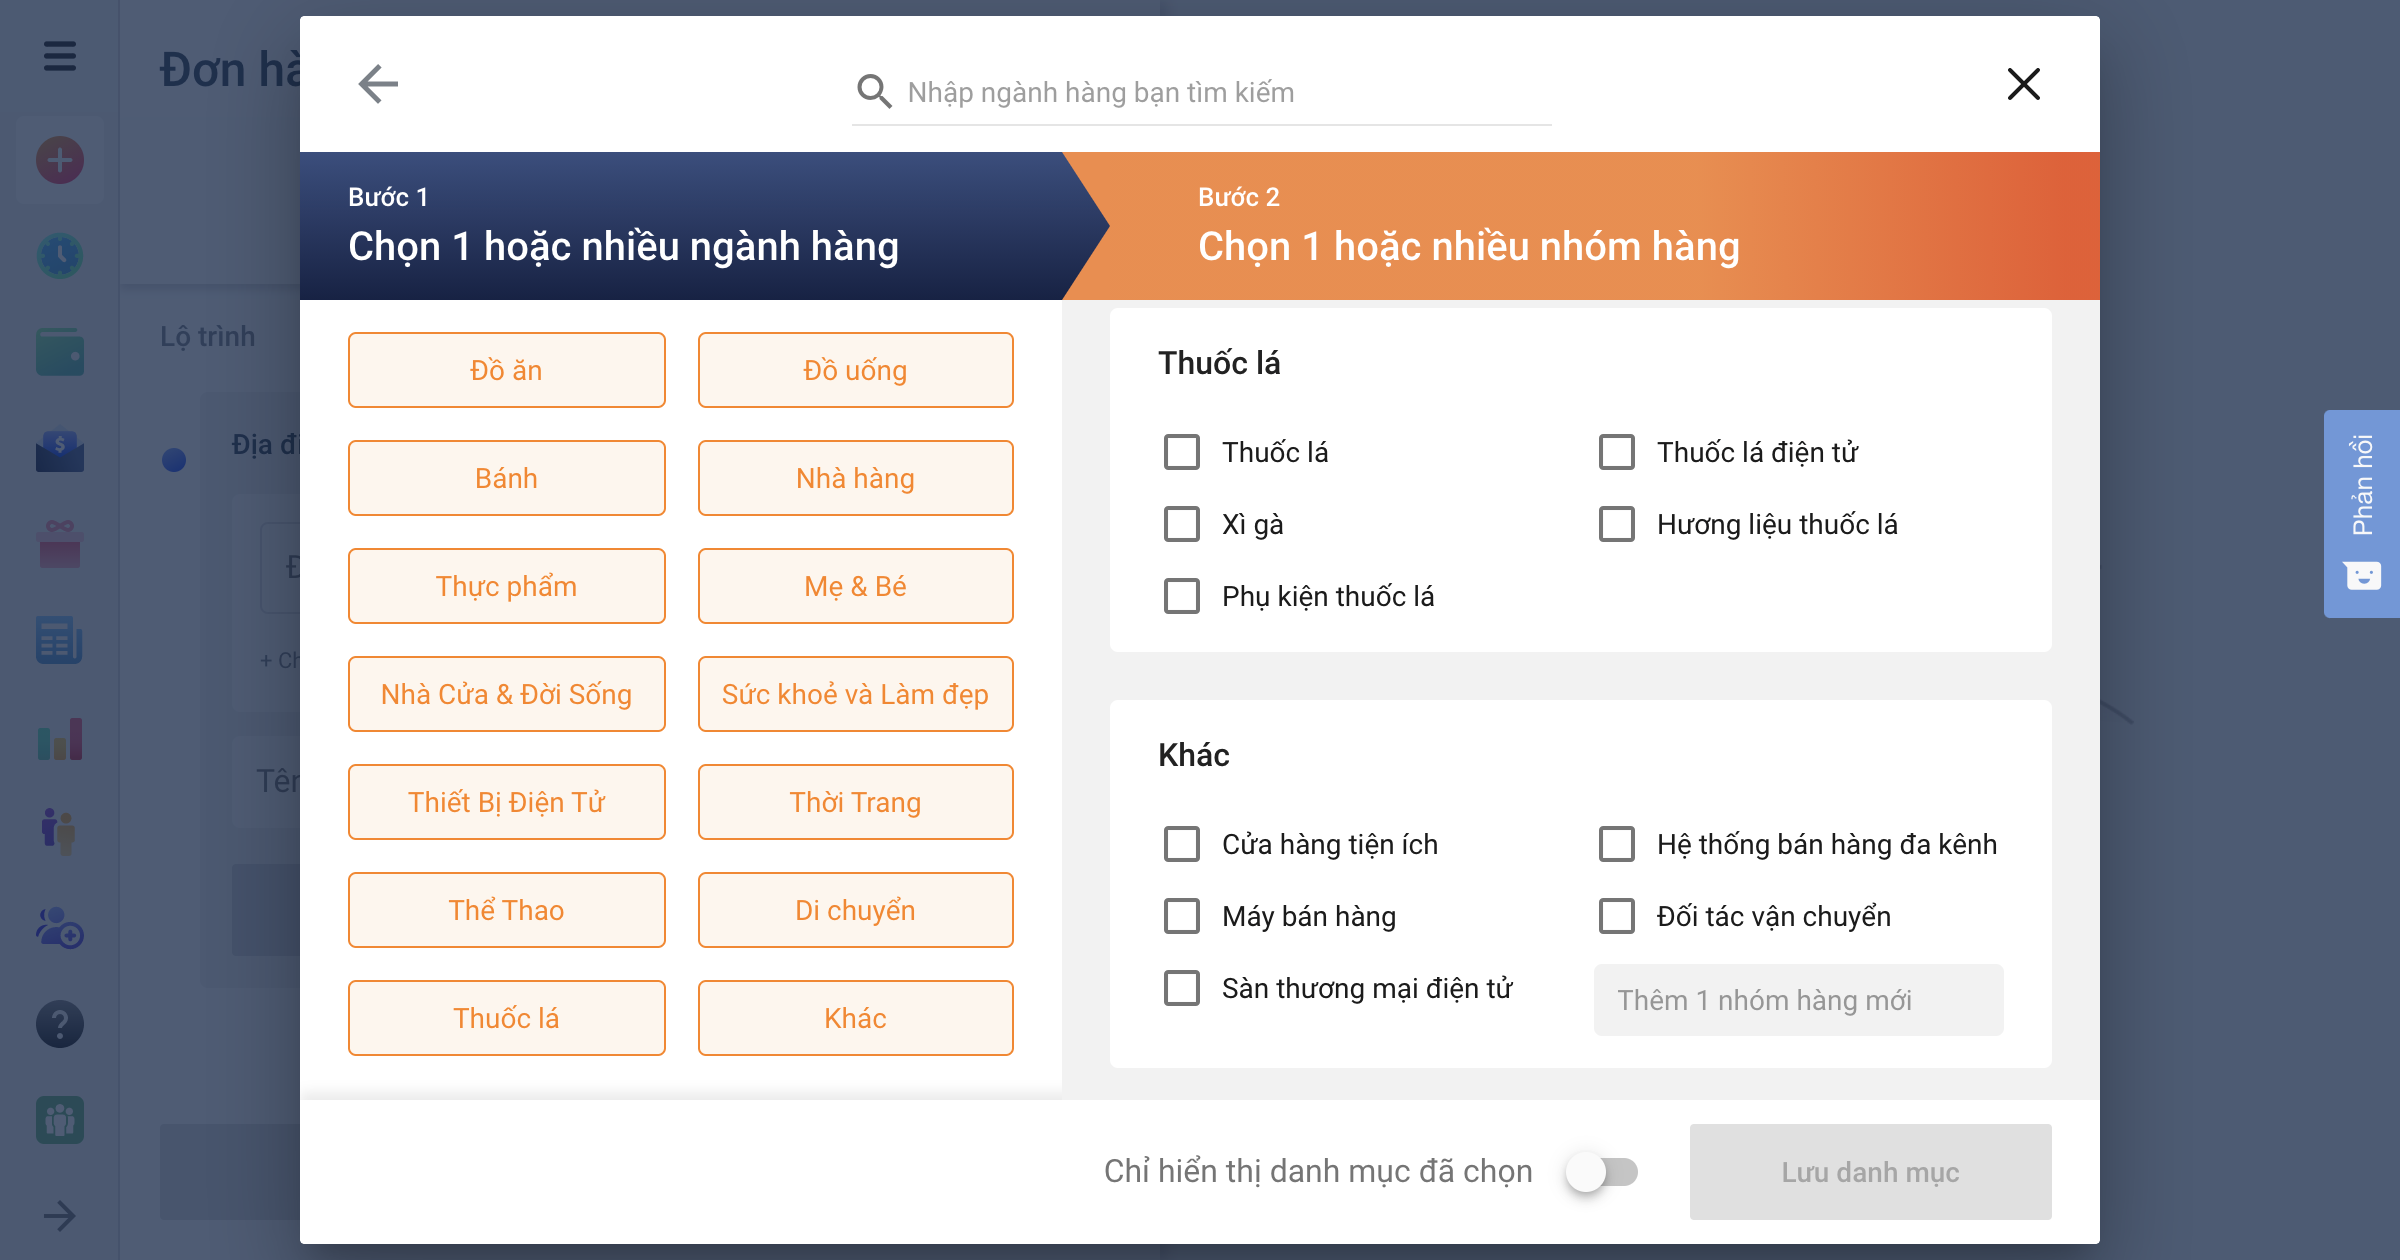 Đơn hà
Nhập ngành hàng bạn tìm kiếm
Bước 1
Chọn 1 hoặc nhiều ngành hàng
Bước 2
Chọn 1 hoặc nhiều nhóm hàng
Lộ trình
Địa đi
+ Ch
Tên
Đồ ăn
Đồ uống
Bánh
Nhà hàng
Thực phẩm
Mẹ & Bé
Nhà Cửa & Đời Sống
Sức khoẻ và Làm đẹp
Thiết Bị Điện Tử
Thời Trang
Thể Thao
Di chuyển
Thuốc lá
Khác
Thuốc lá
Thuốc lá
Thuốc lá điện tử
Xì gà
Hương liệu thuốc lá
Phụ kiện thuốc lá
Khác
Cửa hàng tiện ích
Hệ thống bán hàng đa kênh
Máy bán hàng
Đối tác vận chuyển
Sàn thương mại điện tử
Thêm 1 nhóm hàng mới
Chỉ hiển thị danh mục đã chọn
Lưu danh mục
Phản hồi